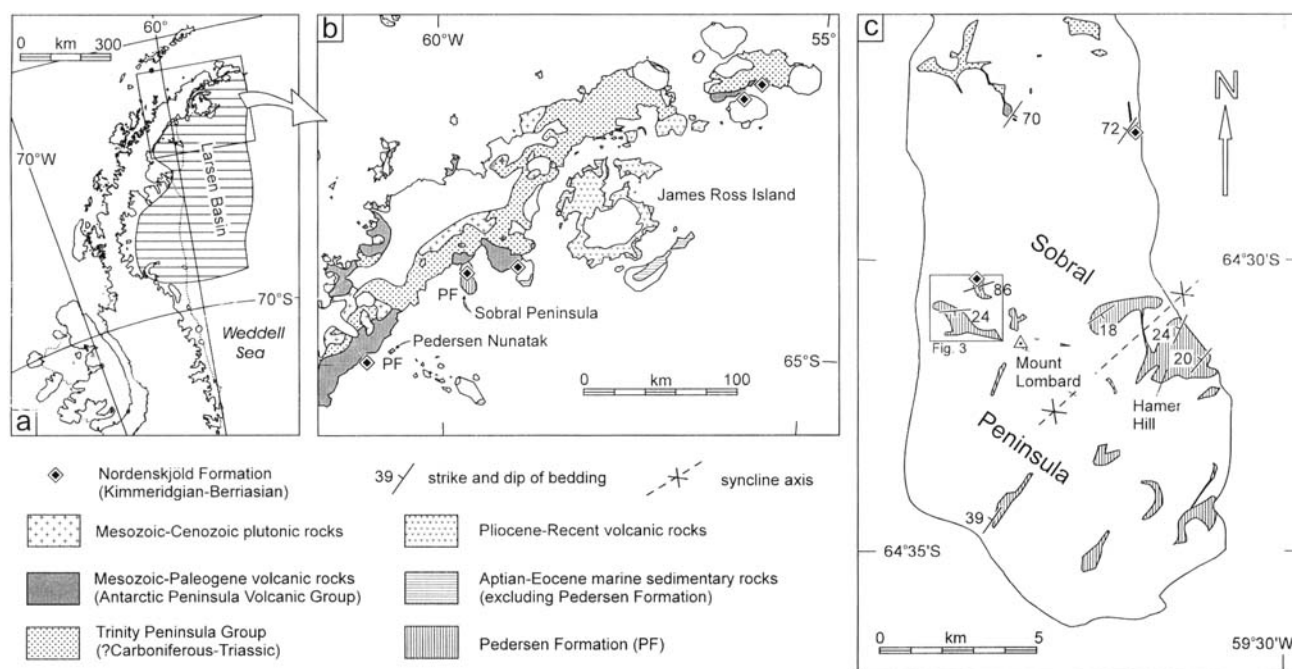 a
0 km 300
60°
70°W
Larsen Basin
70°S
Weddell
Sea
b
60°W
55°
James Ross Island
PF
Sobral Peninsula
Pedersen Nunatak
PF
65°S
0 km 100
c
N
70
72
Sobral
64°30'S
86
24
Fig. 3
Mount
Lombard
18
24
20
Hamer
Hill
Peninsula
39
64°35'S
0 km 5
59°30'W
Nordenskjöld Formation
(Kimmeridgian-Berriasian)
39 strike and dip of bedding
syncline axis
Mesozoic-Cenozoic plutonic rocks
Pliocene-Recent volcanic rocks
Mesozoic-Paleogene volcanic rocks
(Antarctic Peninsula Volcanic Group)
Aptian-Eocene marine sedimentary rocks
(excluding Pedersen Formation)
Trinity Peninsula Group
(?Carboniferous-Triassic)
Pedersen Formation (PF)